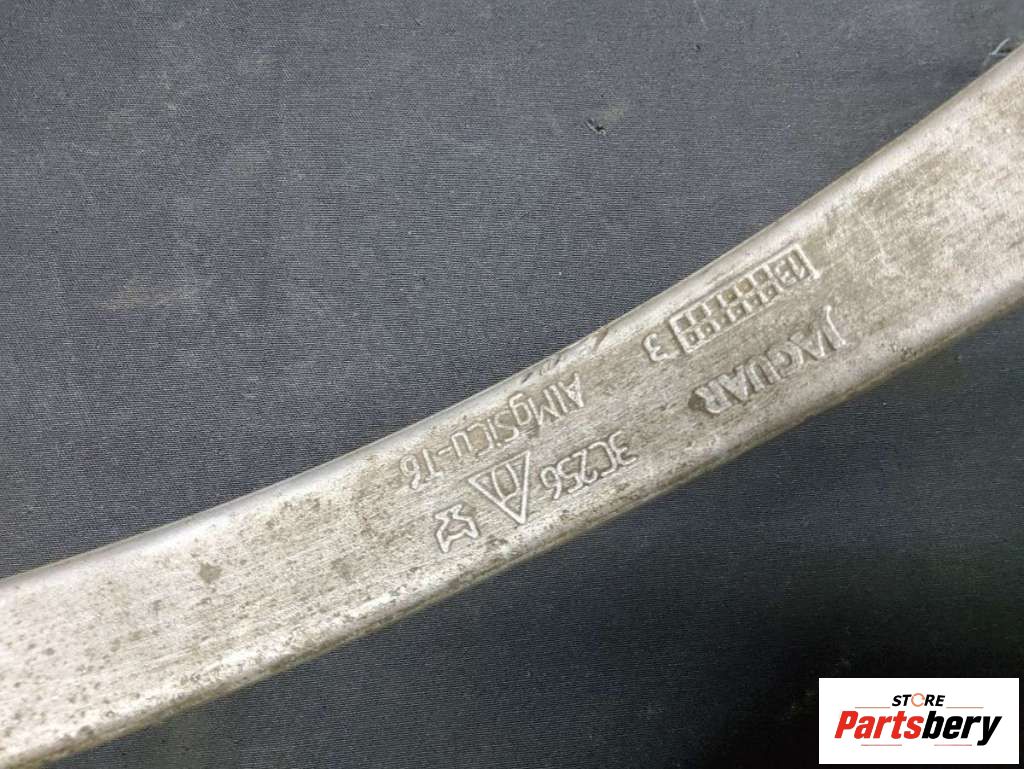 JAGUAR
3
3C256
AlMgSiCu-T6
STORE
Partsbery